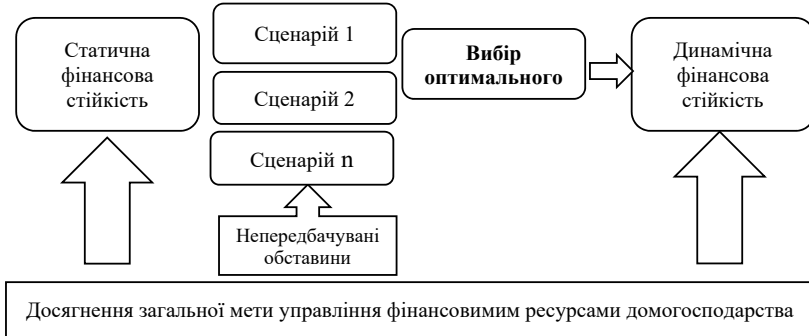 Статична
фінансова
стійкість
Сценарій 1
Сценарій 2
Сценарій n
Непередбачувані
обставини
Вибір
оптимального
Динамічна
фінансова
стійкість
Досягнення загальної мети управління фінансовимим ресурсами домогосподарства